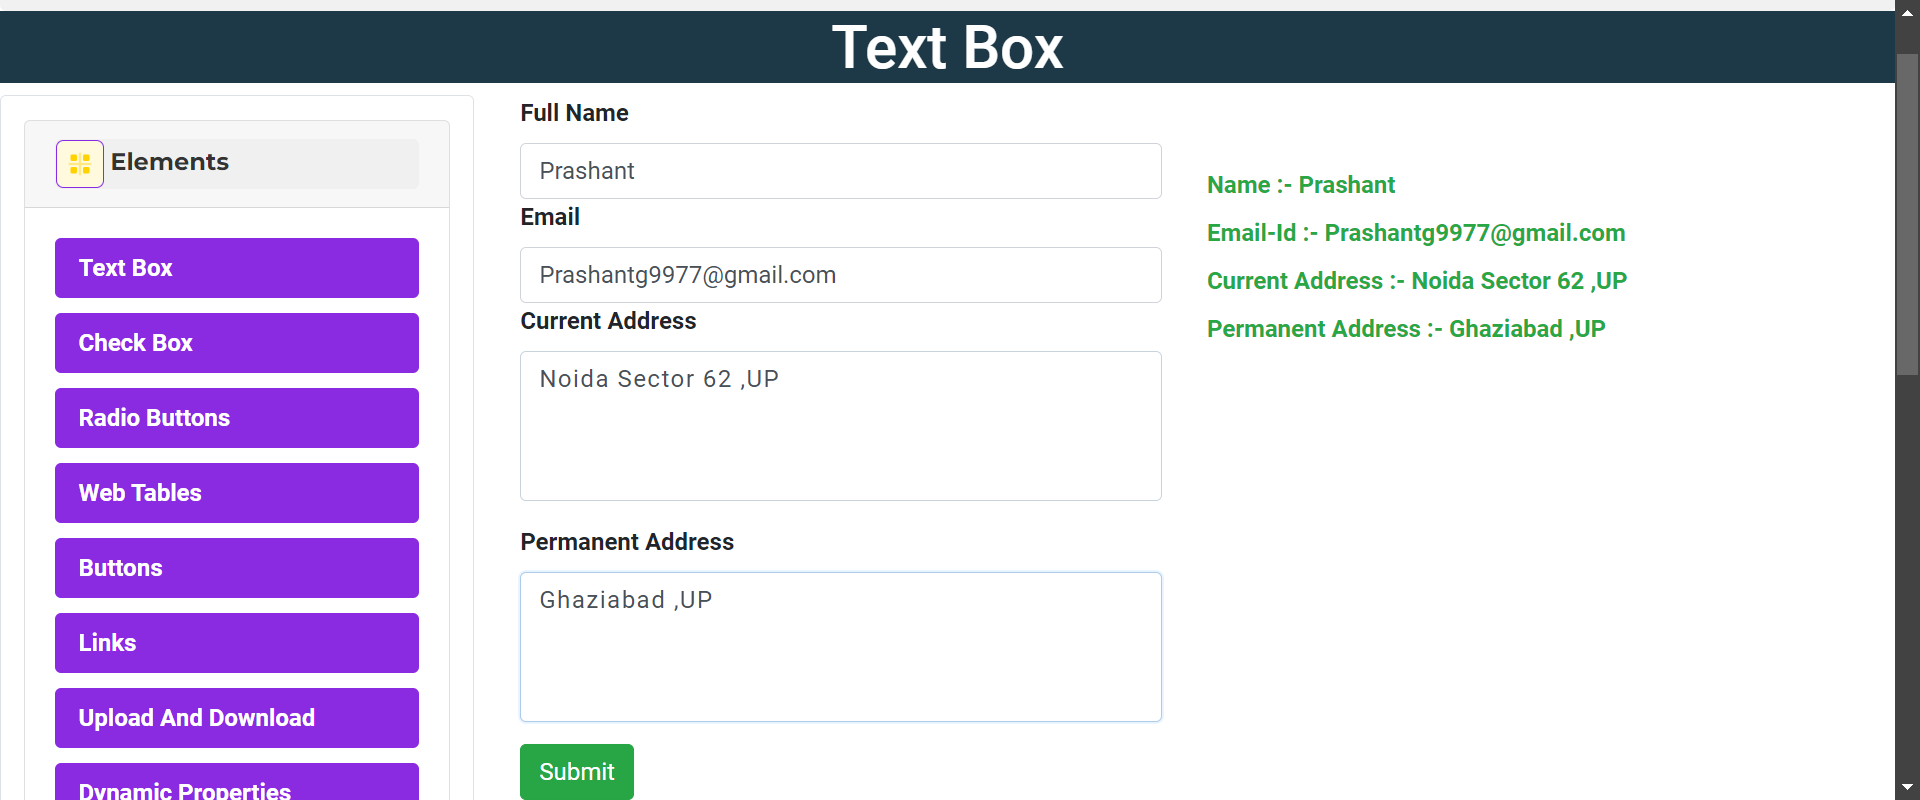 Text Box
Elements
Text Box
Check Box
Radio Buttons
Web Tables
Buttons
Links
Upload And Download
Dynamic Properties
Full Name
Prashant
Email
Prashantg9977@gmail.com
Current Address
Noida Sector 62 ,UP
Permanent Address
Ghaziabad ,UP
Submit
Name :- Prashant
Email-Id :- Prashantg9977@gmail.com
Current Address :- Noida Sector 62 ,UP
Permanent Address :- Ghaziabad ,UP